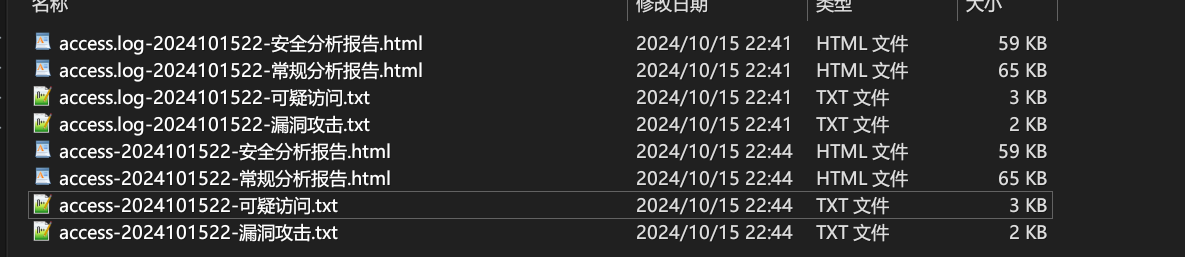 名称 修改日期 类型 大小
access.log-2024101522-安全分析报告.html 2024/10/15 22:41 HTML 文件 59 KB
access.log-2024101522-常规分析报告.html 2024/10/15 22:41 HTML 文件 65 KB
access.log-2024101522-可疑访问.txt 2024/10/15 22:41 TXT 文件 3 KB
access.log-2024101522-漏洞攻击.txt 2024/10/15 22:41 TXT 文件 2 KB
access-2024101522-安全分析报告.html 2024/10/15 22:44 HTML 文件 59 KB
access-2024101522-常规分析报告.html 2024/10/15 22:44 HTML 文件 65 KB
access-2024101522-可疑访问.txt 2024/10/15 22:44 TXT 文件 3 KB
access-2024101522-漏洞攻击.txt 2024/10/15 22:44 TXT 文件 2 KB